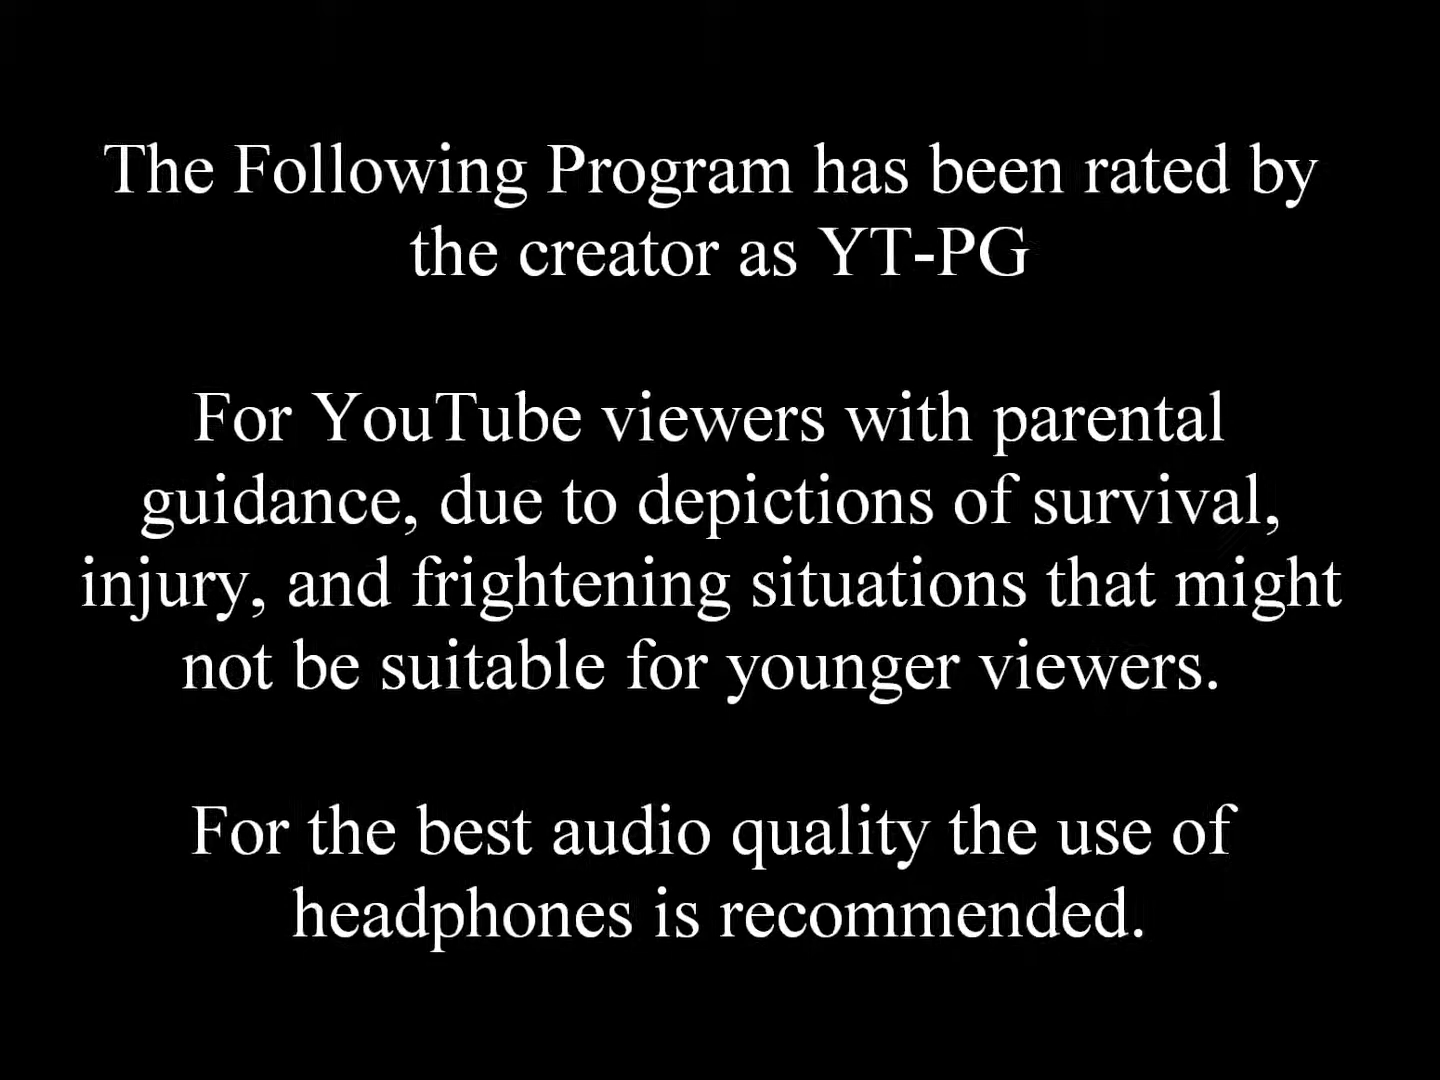 The Following Program has been rated by
the creator as YT-PG
For YouTube viewers with parental
guidance, due to depictions of survival,
injury, and frightening situations that might
not be suitable for younger viewers.
For the best audio quality the use of
headphones is recommended.